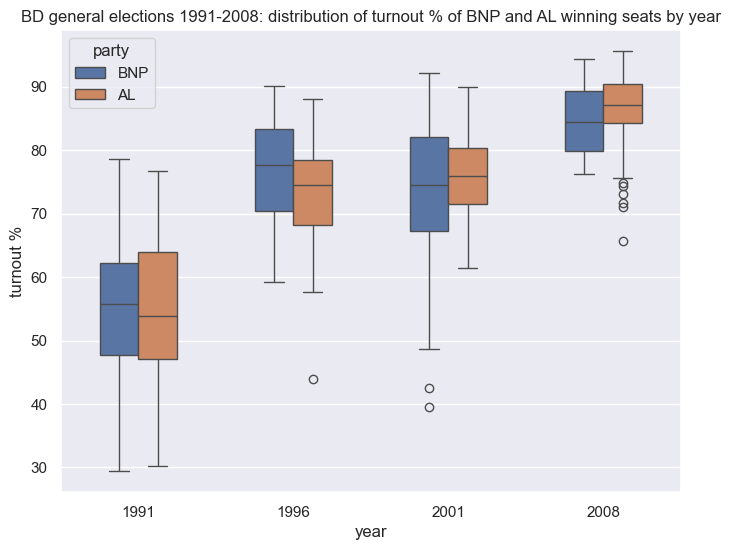 BD general elections 1991-2008: distribution of turnout % of BNP and AL winning seats by year
party
BNP
AL
turnout %
90
80
70
60
50
40
30
1991 1996 2001 2008
year